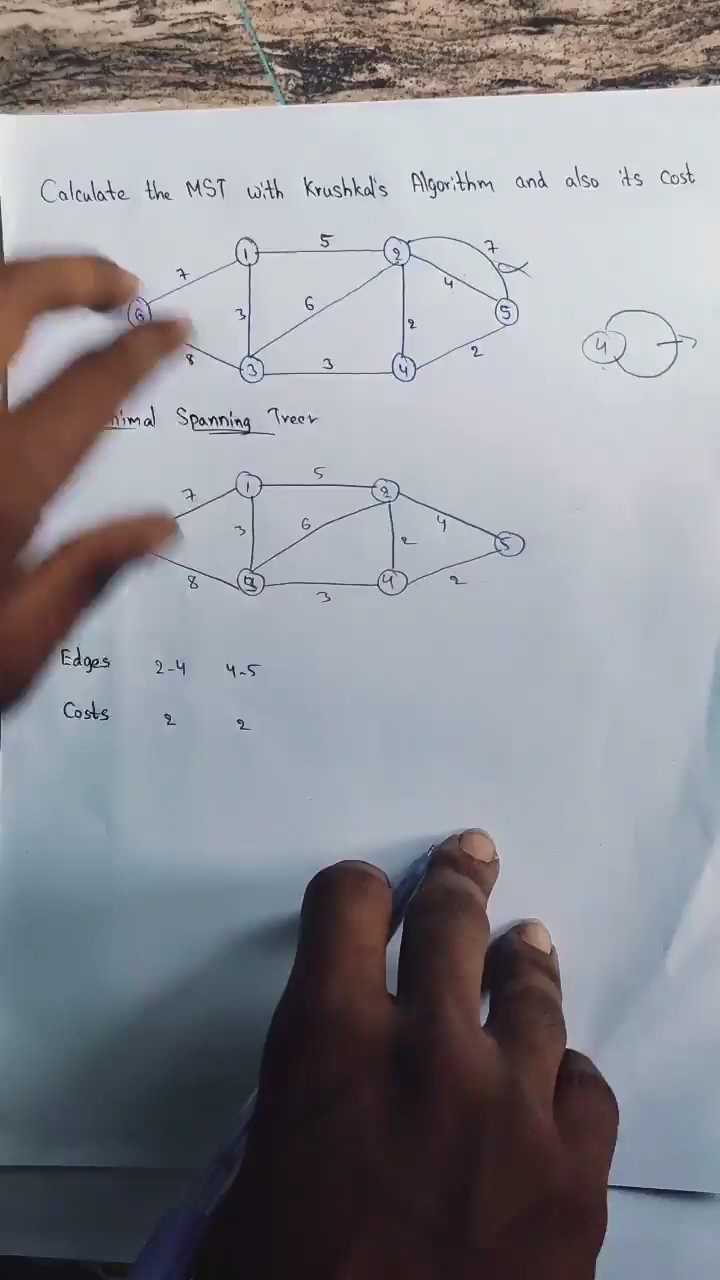 Calculate the MST with Krushkal's Algorithm and also its cost
1 5 2 7
7 3 6 2 4 5
6 8 3 3 4 2
4
Spanning Tree
1 5 2
7 3 6 2 4 5
8 3 3 4 2
Edges 2-4 4-5
Costs 2 2